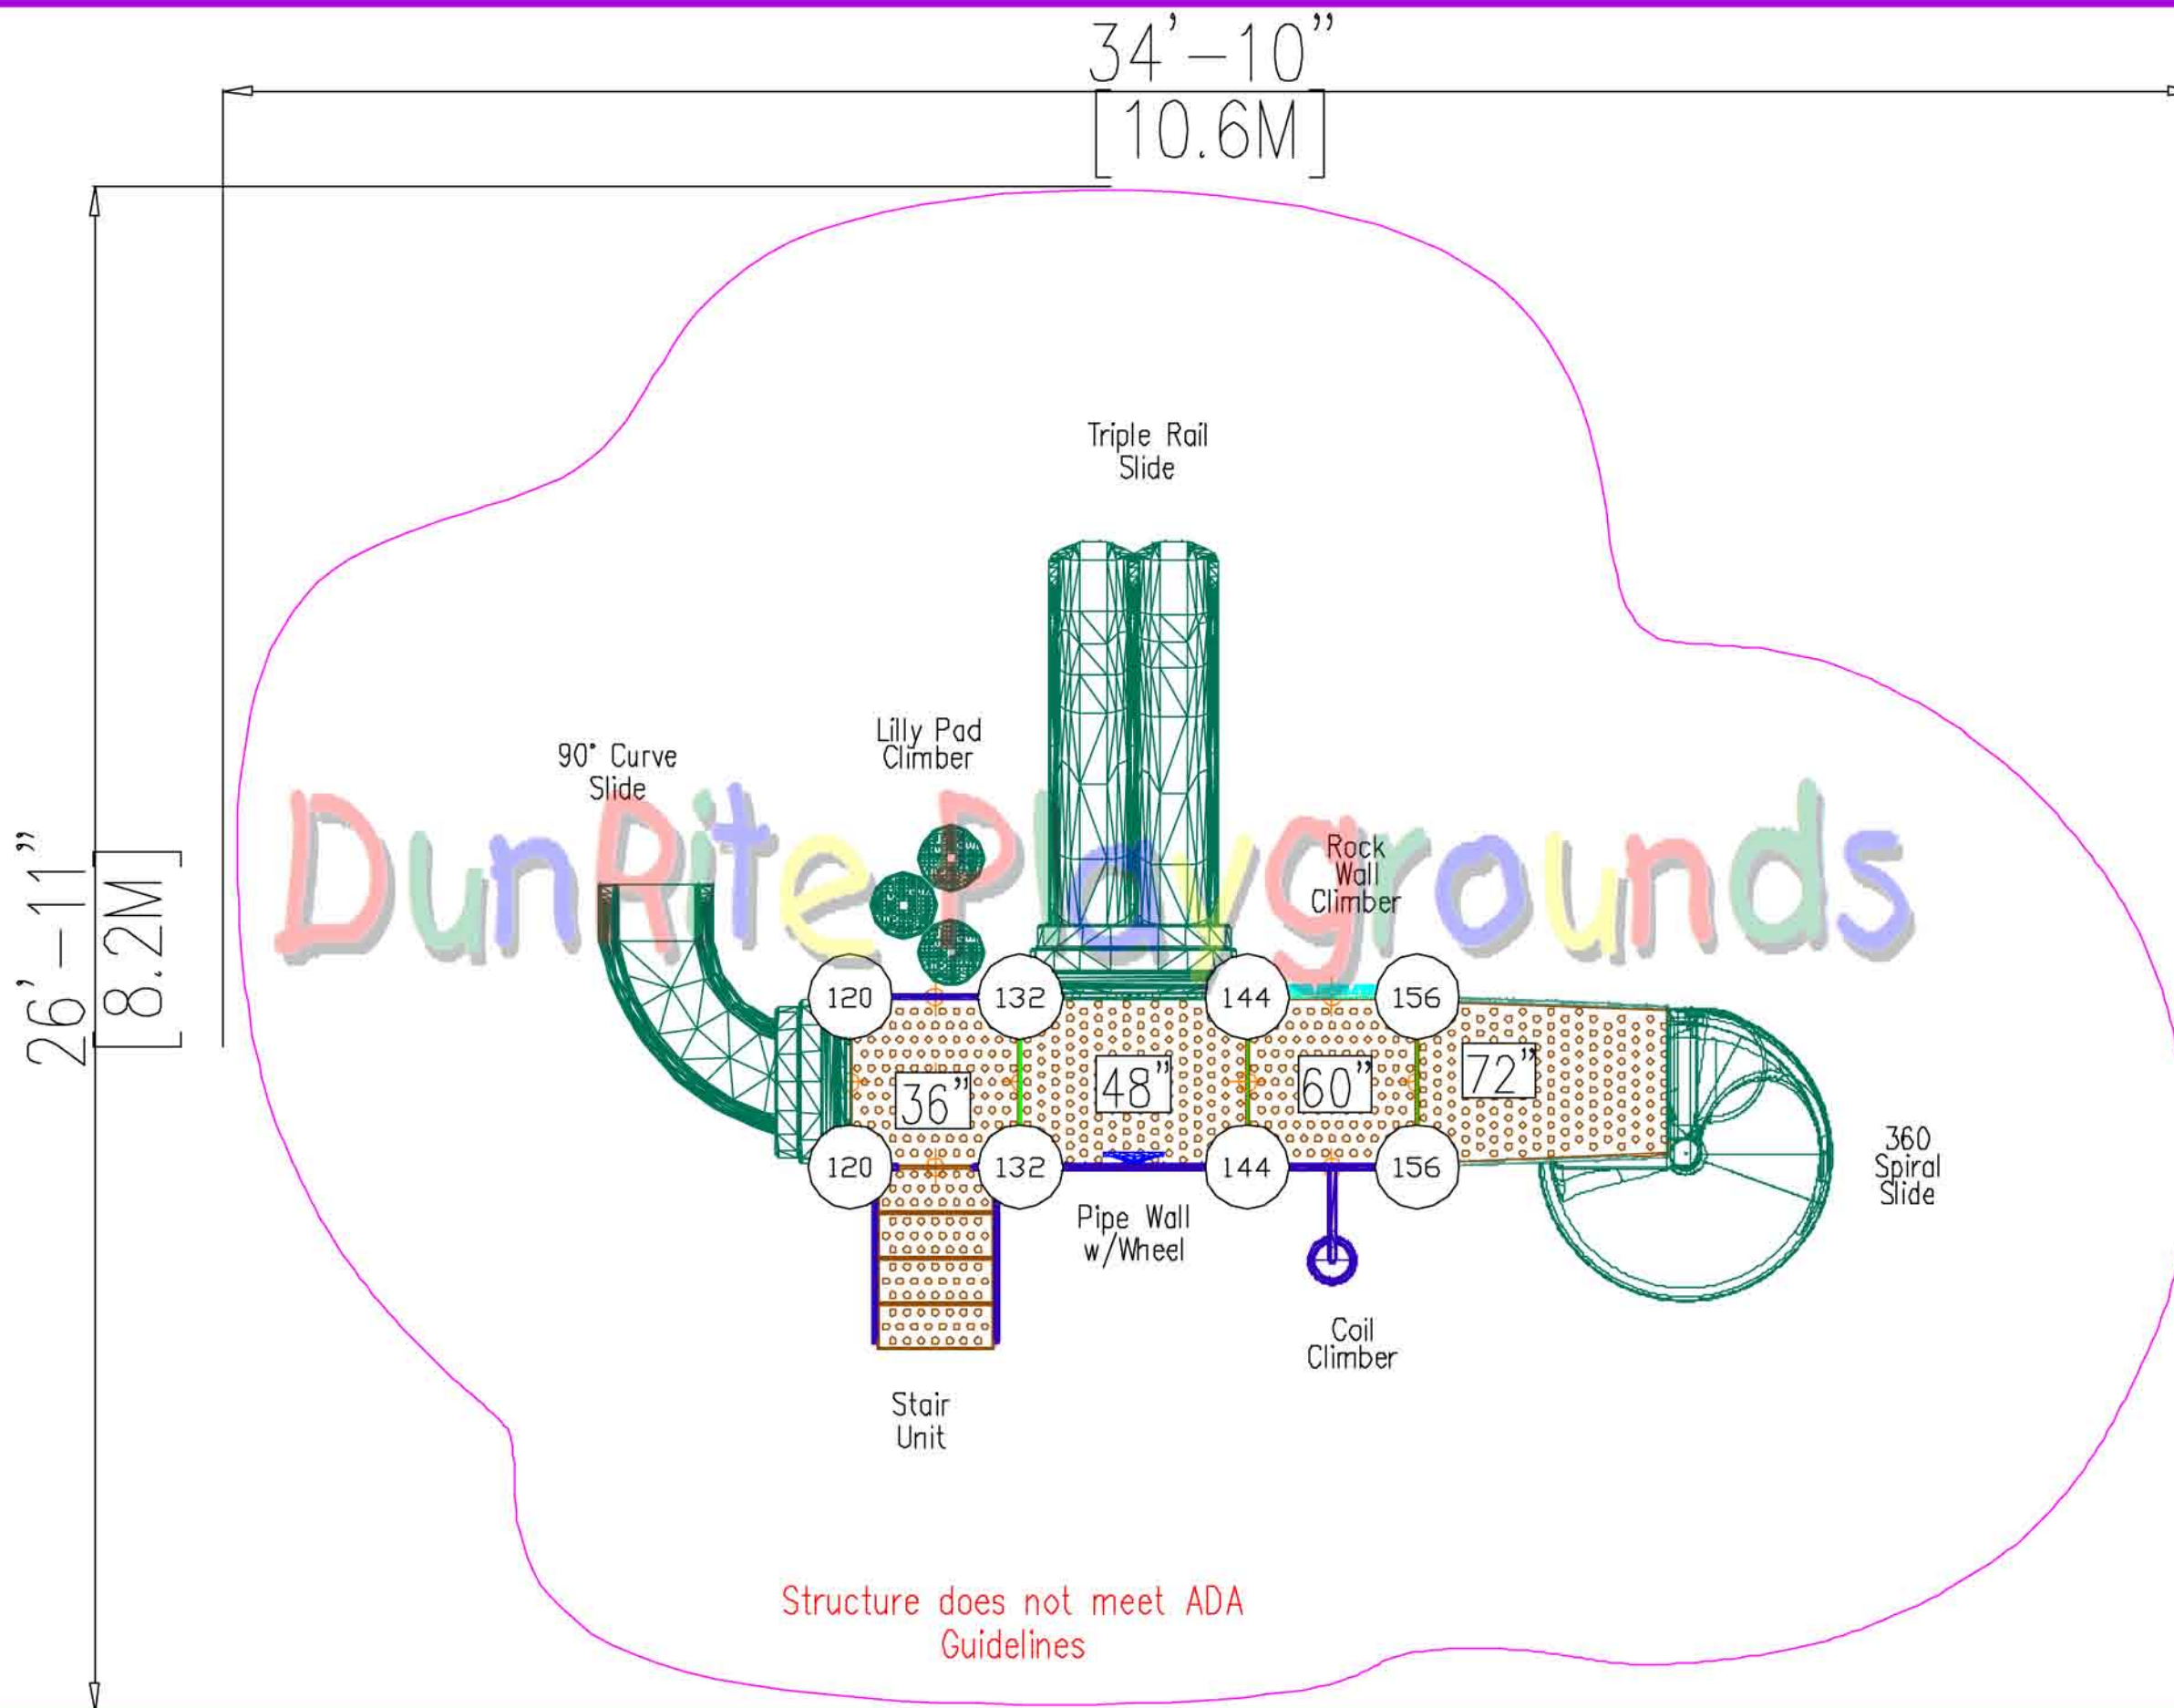 34'-10"
[10.6M]
26'-11"
[8.2M]
Triple Rail
Slide
Lilly Pad
Climber
90° Curve
Slide
DunRite Playgrounds
Rock
Wall
Climber
120
132
144
156
36"
48"
60"
72"
120
132
144
156
360
Spiral
Slide
Pipe Wall
w/Wheel
Coil
Climber
Stair
Unit
Structure does not meet ADA
Guidelines